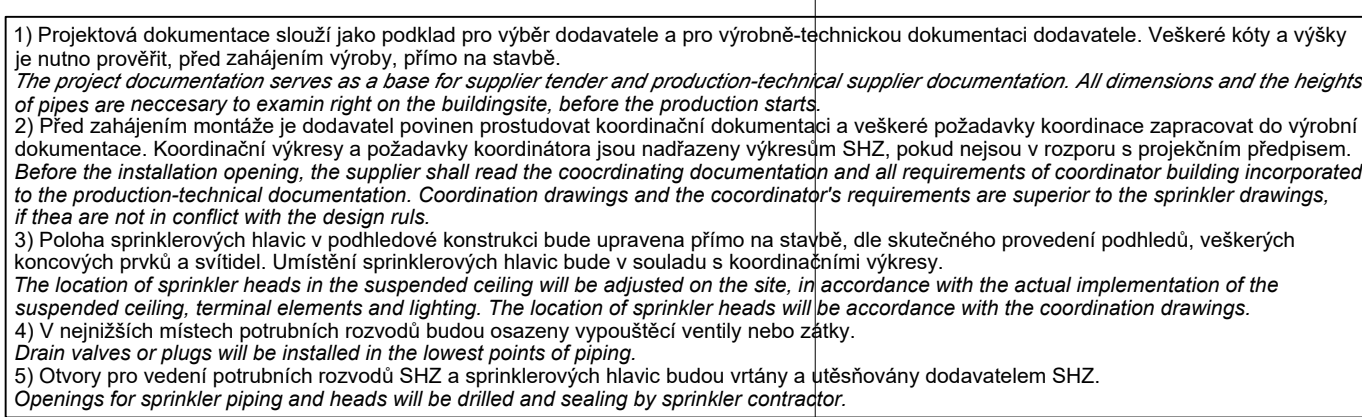 1) Projektová dokumentace slouží jako podklad pro výběr dodavatele a pro výrobně-technickou dokumentaci dodavatele. Veškeré kóty a výšky
je nutno prověřit, před zahájením výroby, přímo na stavbě.
The project documentation serves as a base for supplier tender and production-technical supplier documentation. All dimensions and the heights
of pipes are neccesary to examin right on the buildingsite, before the production starts.
2) Před zahájením montáže je dodavatel povinen prostudovat koordinační dokumentaci a veškeré požadavky koordinace zapracovat do výrobní
dokumentace. Koordinační výkresy a požadavky koordinátora jsou nadřazeny výkresům SHZ, pokud nejsou v rozporu s projekčním předpisem.
Before the installation opening, the supplier shall read the coocrdinating documentation and all requirements of coordinator building incorporated
to the production-technical documentation. Coordination drawings and the cocordinator's requirements are superior to the sprinkler drawings,
if thea are not in conflict with the design ruls.
3) Poloha sprinklerových hlavic v podhledové konstrukci bude upravena přímo na stavbě, dle skutečného provedení podhledů, veškerých
koncových prvků a svítidel. Umístění sprinklerových hlavic bude v souladu s koordinačními výkresy.
The location of sprinkler heads in the suspended ceiling will be adjusted on the site, in accordance with the actual implementation of the
suspended ceiling, terminal elements and lighting. The location of sprinkler heads will be accordance with the coordination drawings.
4) V nejnižších místech potrubních rozvodů budou osazeny vypouštěcí ventily nebo zátky.
Drain valves or plugs will be installed in the lowest points of piping.
5) Otvory pro vedení potrubních rozvodů SHZ a sprinklerových hlavic budou vrtány a utěsňovány dodavatelem SHZ.
Openings for sprinkler piping and heads will be drilled and sealing by sprinkler contractor.